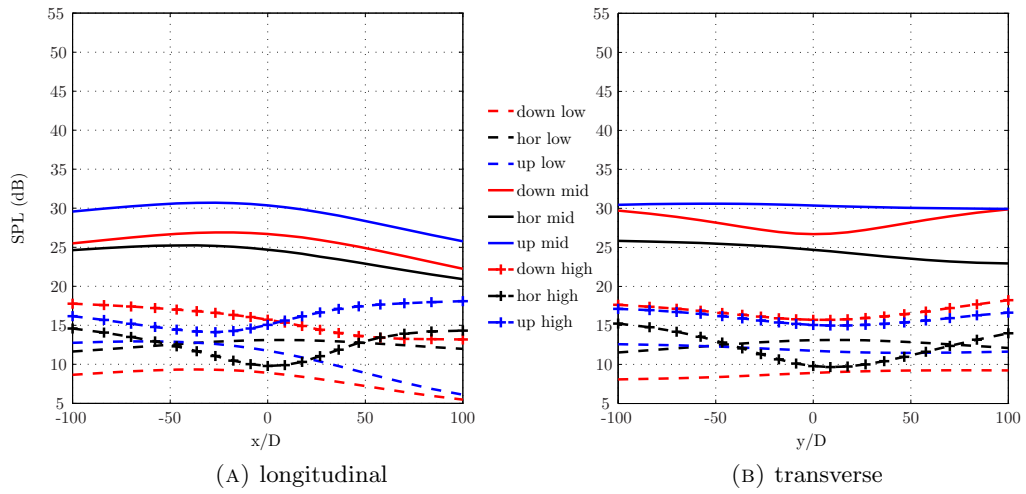 SPL (dB)
55
50
45
40
35
30
25
20
15
10
5
-100
-50
0
50
100
x/D
(A) longitudinal
down low
hor low
up low
down mid
hor mid
up mid
down high
hor high
up high
55
50
45
40
35
30
25
20
15
10
5
-100
-50
0
50
100
y/D
(B) transverse